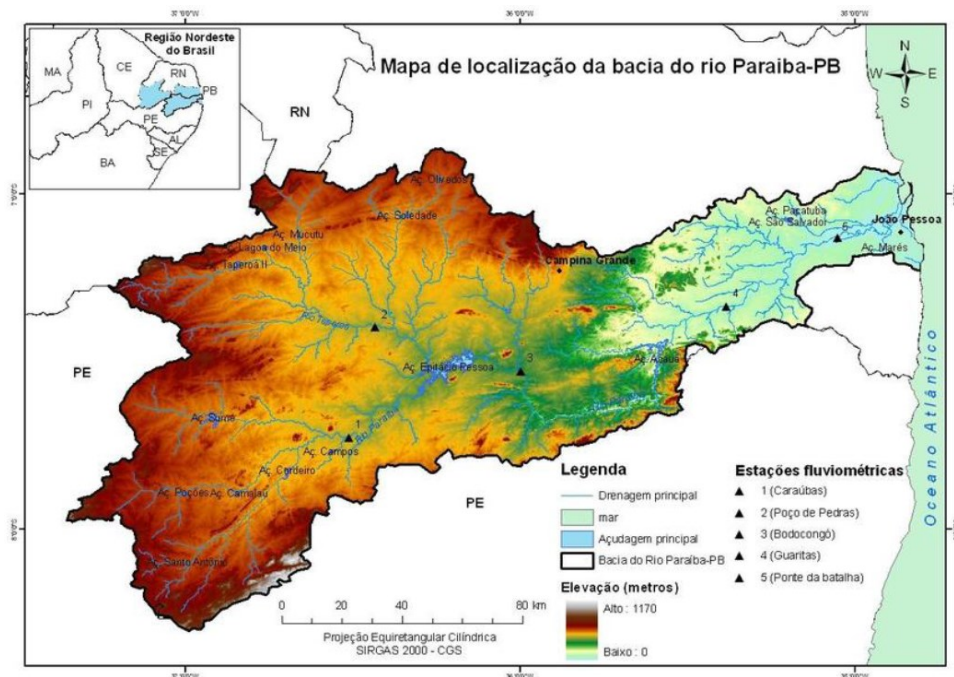 Mapa de localização da bacia do rio Paraiba-PB
Região Nordeste
do Brasil
MA
CE
RN
PB
PI
PE
AL
SE
BA
N
W
E
S
RN
PE
PE
Oceano Atlântico
Aç. Olivedos
Aç. Soledade
Aç. Mucutu
Lagoa do Meio
Taperoá II
Rio Taperoá
2
Campina Grande
Aç. Pacatuba
Aç. São Salvador
João Pessoa
5
Aç. Marés
4
Aç. Epitácio Pessoa
3
Aç. Acauã
Rio Paraíba
Aç. Sumé
1
Aç. Campos
Aç. Cordeiro
Aç. Poções
Aç. Camalaú
Aç. Santo Antônio
Legenda
Drenagem principal
mar
Açudagem principal
Bacia do Rio Paraíba-PB
Elevação (metros)
Alto : 1170
Baixo : 0
Estações fluviométricas
1 (Caraúbas)
2 (Poço de Pedras)
3 (Bodocongó)
4 (Guaritas)
5 (Ponte da batalha)
0 20 40 80 km
Projeção Equiretangular Cilíndrica
SIRGAS 2000 - CGS